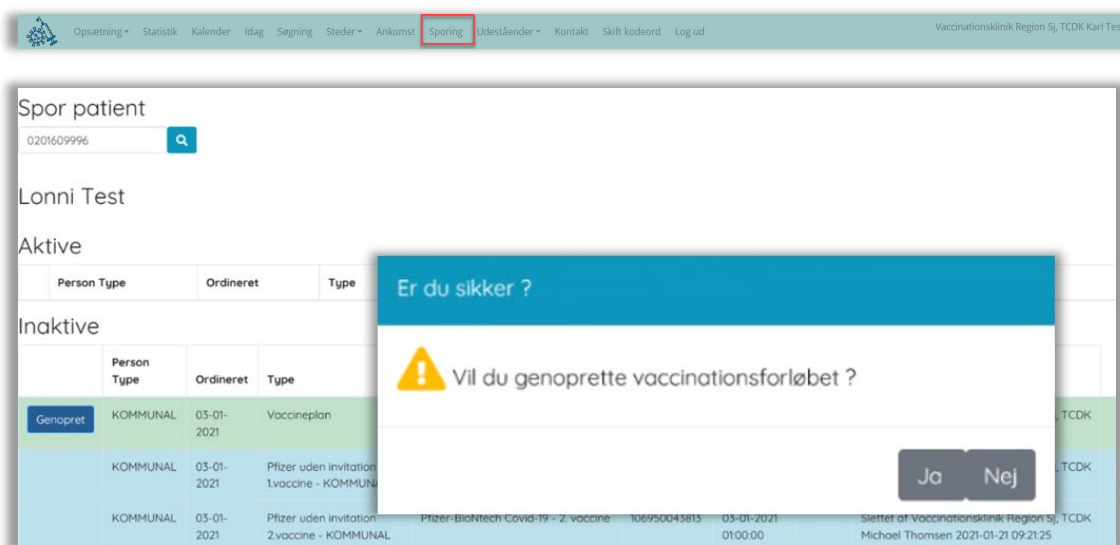 Opsætning Statistik Kalender Idag Søgning Steder Ankomst Sporing Udeståender Kontakt Skift kodeord Log ud Vaccinationsklinik Region Sj, TCDK Karl Tes
Spor patient
0201609996
Lonni Test
Aktive
Person Type Ordineret Type
Er du sikker ?
Inaktive
Person Type Ordineret Type
Vil du genoprette vaccinationsforløbet ?
Genopret KOMMUNAL 03-01-2021 Vaccineplan , TCDK
Ja Nej
KOMMUNAL 03-01-2021 Pfizer uden invitation 1.vaccine - KOMMUNA , TCDK
KOMMUNAL 03-01-2021 Pfizer uden invitation 2.vaccine - KOMMUNAL Pfizer-BioNtech Covid-19 - 2. vaccine 106950043813 03-01-2021 01:00:00 Slettet af Vaccinationsklinik Region Sj, TCDK Michael Thomsen 2021-01-21 09:21:25